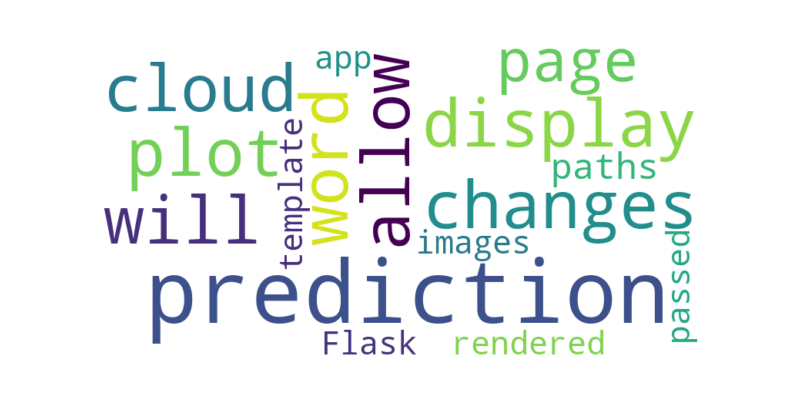 app
page
cloud
allow
word
display
plot
template
paths
will
changes
images
passed
prediction
Flask
rendered